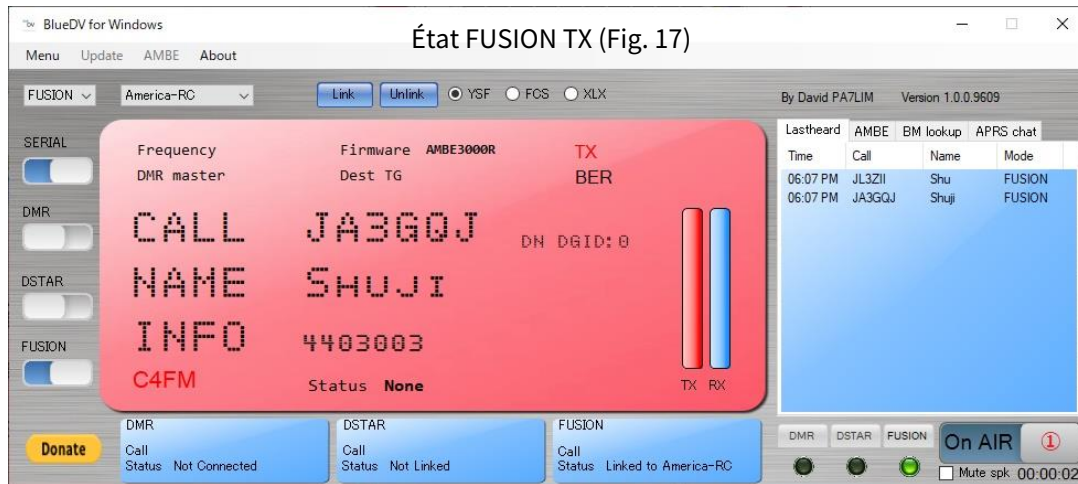 BlueDV for Windows
État FUSION TX (Fig. 17)
Menu Update AMBE About
FUSION America-RC Link Unlink YSF FCS XLX By David PA7LIM Version 1.0.0.9609
SERIAL
DMR
DSTAR
FUSION
Frequency Firmware AMBE3000R TX
DMR master Dest TG BER
CALL JA3GQJ DN DGID:0
NAME SHUJI
INFO 4403003
C4FM Status None TX RX
Lastheard AMBE BM lookup APRS chat
Time Call Name Mode
06:07 PM JL3ZII Shu FUSION
06:07 PM JA3GQJ Shuji FUSION
Donate
DMR
Call
Status Not Connected
DSTAR
Call
Status Not Linked
FUSION
Call
Status Linked to America-RC
DMR DSTAR FUSION On AIR ①
Mute spk 00:00:02